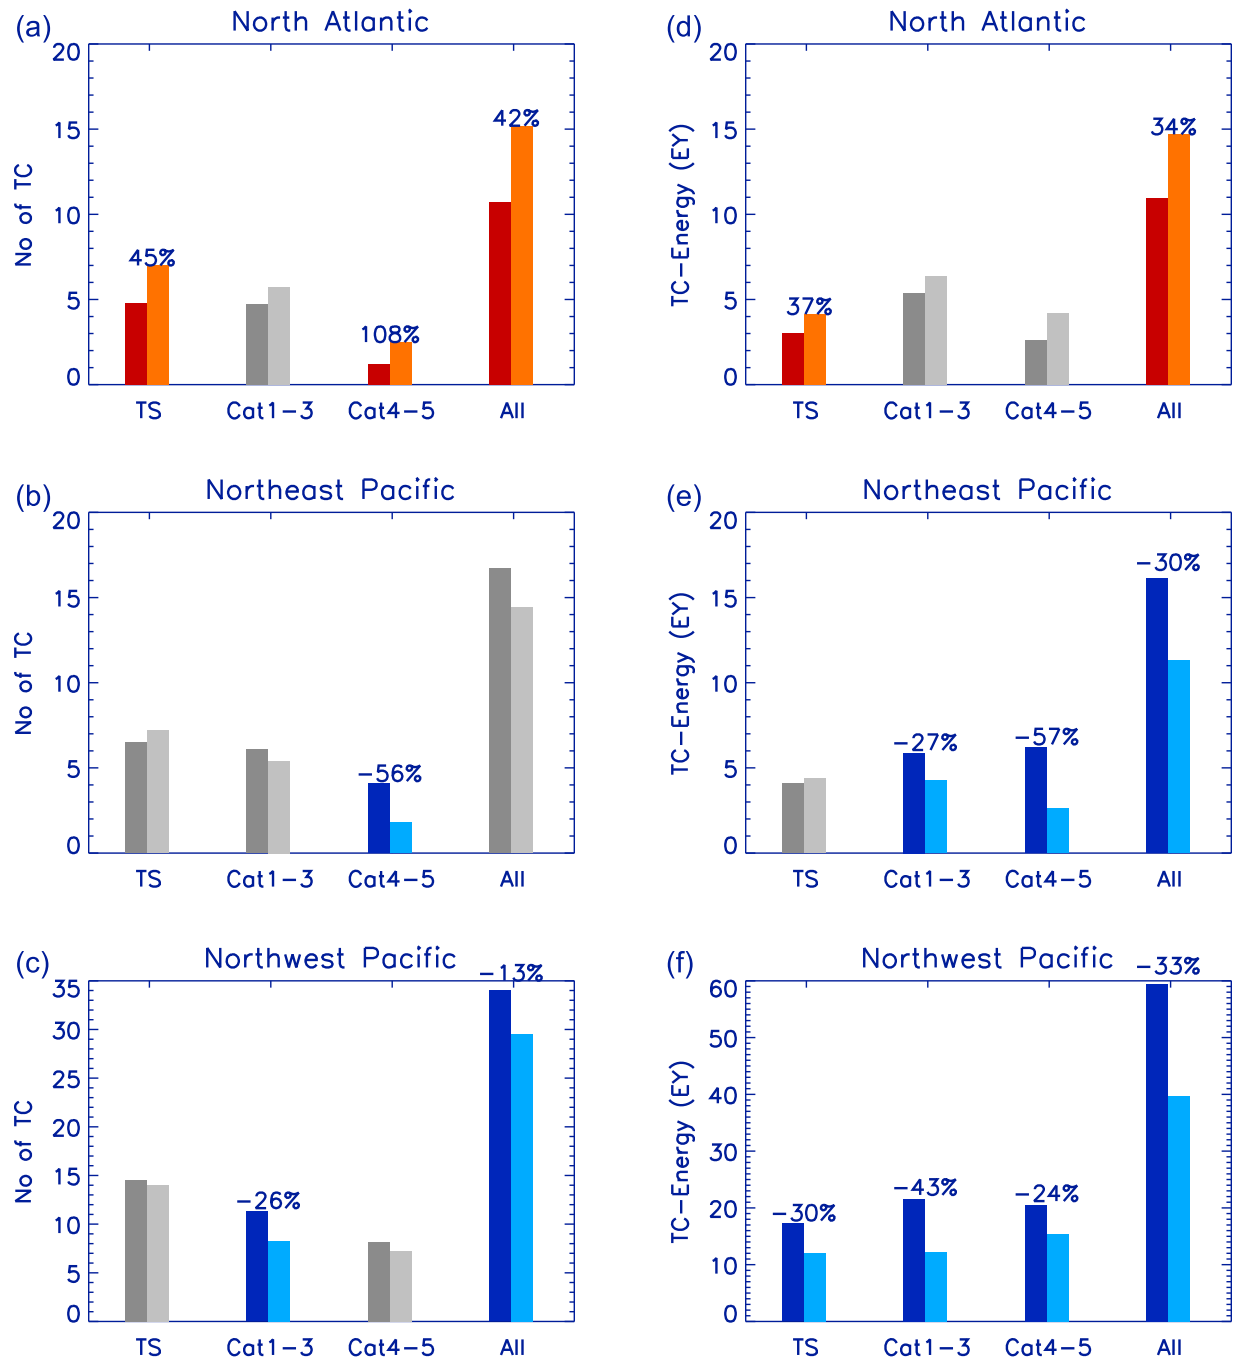 (a) North Atlantic
20
15
10
5
0
No of TC
45%
108%
42%
TS Cat1-3 Cat4-5 All
(d) North Atlantic
20
15
10
5
0
TC-Energy (EY)
37%
34%
TS Cat1-3 Cat4-5 All
(b) Northeast Pacific
20
15
10
5
0
No of TC
-56%
TS Cat1-3 Cat4-5 All
(e) Northeast Pacific
20
15
10
5
0
TC-Energy (EY)
-27%
-57%
-30%
TS Cat1-3 Cat4-5 All
(c) Northwest Pacific
35
30
25
20
15
10
5
0
No of TC
-26%
-13%
TS Cat1-3 Cat4-5 All
(f) Northwest Pacific
60
50
40
30
20
10
0
TC-Energy (EY)
-30%
-43%
-24%
-33%
TS Cat1-3 Cat4-5 All